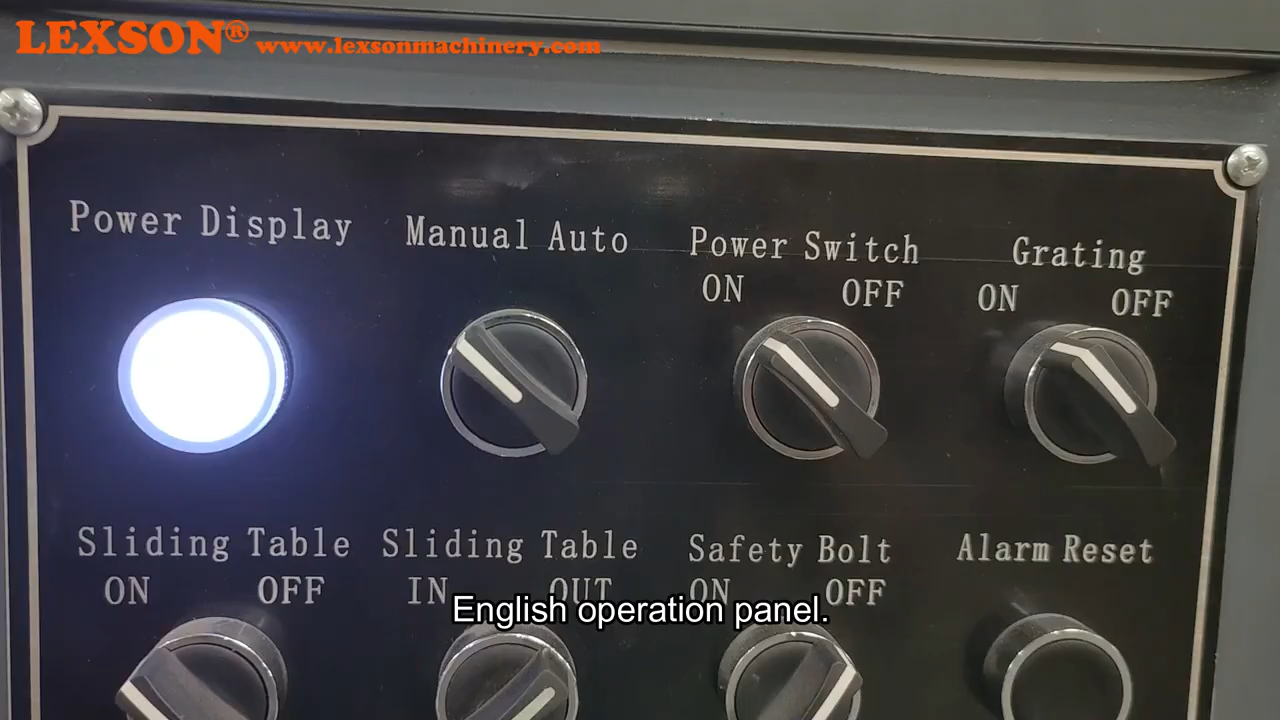 LEXSON® www.lexsonmachinery.com
Power Display
Manual Auto
Power Switch
ON OFF
Grating
ON OFF
Sliding Table
ON OFF
Sliding Table
IN OUT
Safety Bolt
ON OFF
Alarm Reset
English operation panel.